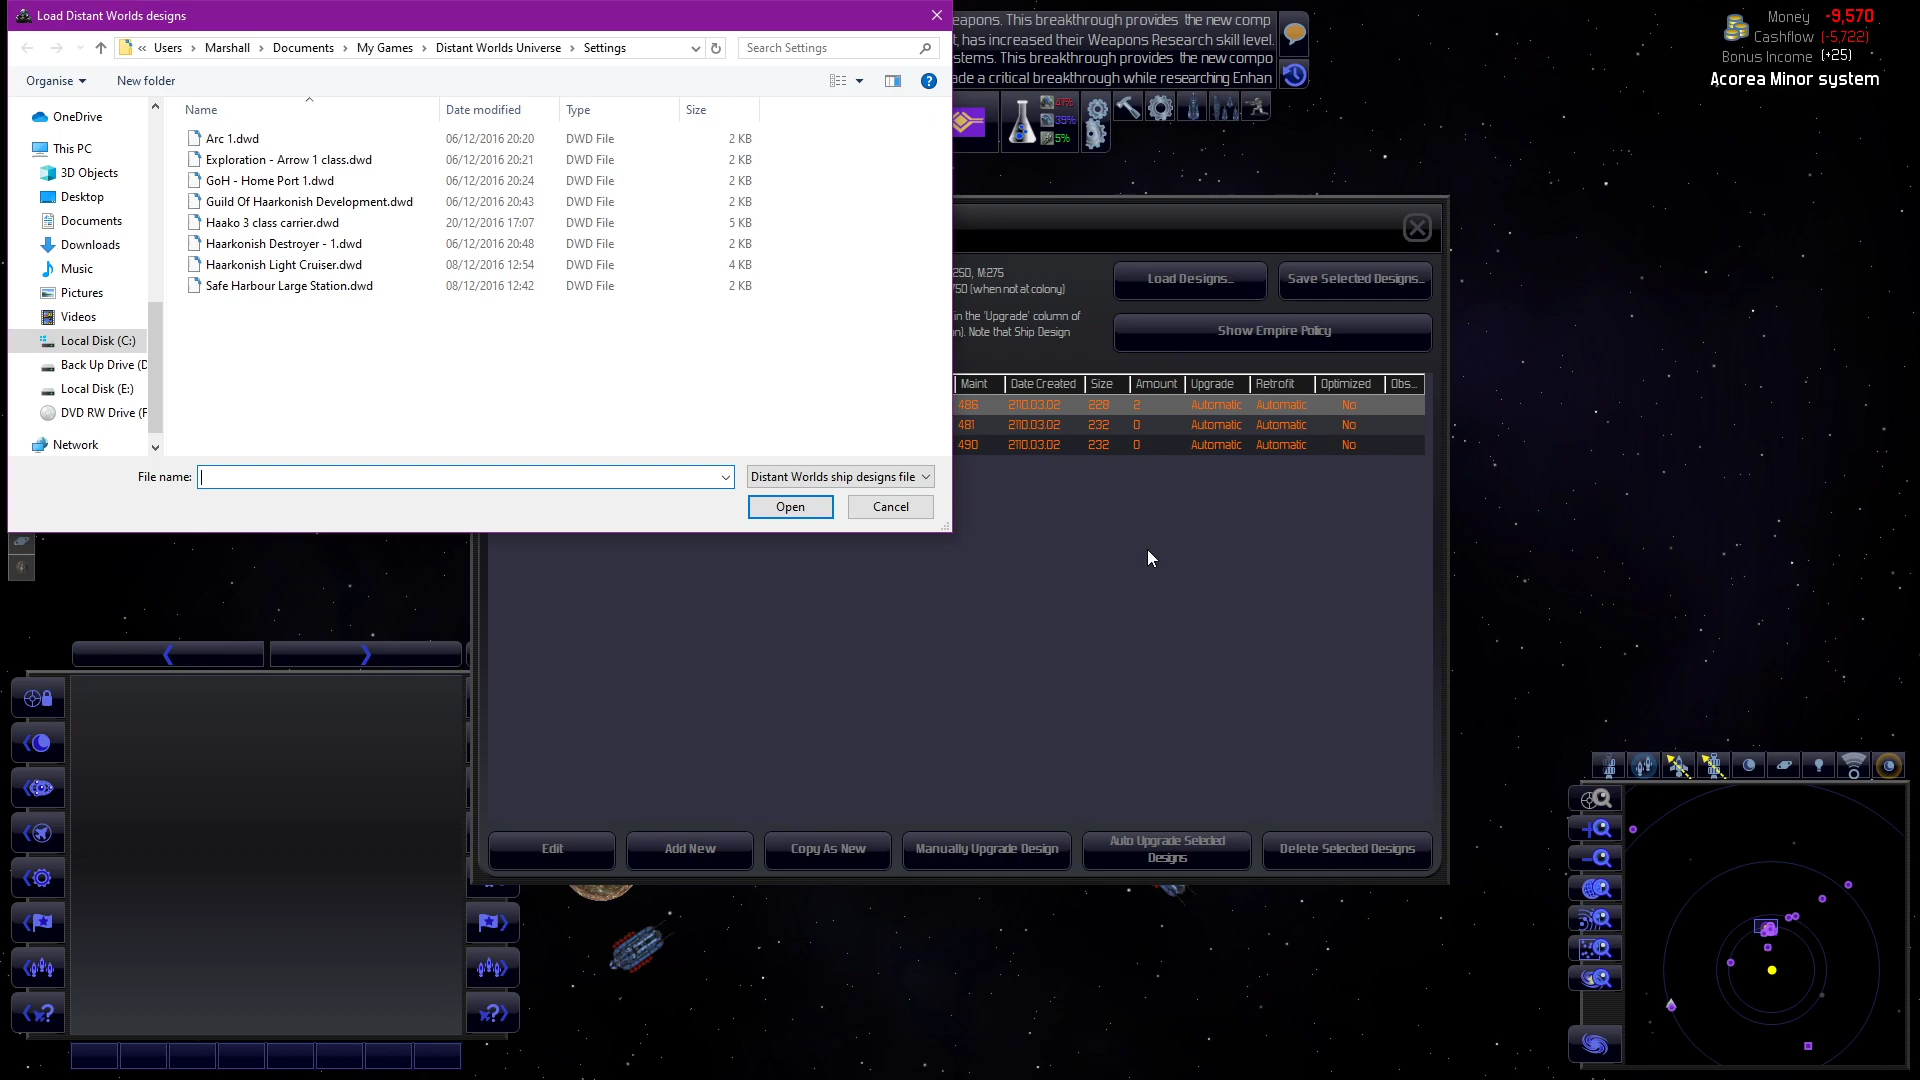 Load Distant Worlds designs
« Users › Marshall › Documents › My Games › Distant Worlds Universe › Settings
Search Settings
Organise
New folder
OneDrive
This PC
3D Objects
Desktop
Documents
Downloads
Music
Pictures
Videos
Local Disk (C:)
Back Up Drive (D
Local Disk (E:)
DVD RW Drive (F
Network
Name Date modified Type Size
Arc 1.dwd 06/12/2016 20:20 DWD File 2 KB
Exploration - Arrow 1 class.dwd 06/12/2016 20:21 DWD File 2 KB
GoH - Home Port 1.dwd 06/12/2016 20:24 DWD File 2 KB
Guild Of Haarkonish Development.dwd 06/12/2016 20:43 DWD File 2 KB
Haako 3 class carrier.dwd 20/12/2016 17:07 DWD File 5 KB
Haarkonish Destroyer - 1.dwd 06/12/2016 20:48 DWD File 2 KB
Haarkonish Light Cruiser.dwd 08/12/2016 12:54 DWD File 4 KB
Safe Harbour Large Station.dwd 08/12/2016 12:42 DWD File 2 KB
File name:
Distant Worlds ship designs file
Open
Cancel
eapons. This breakthrough provides the new comp
t, has increased their Weapons Research skill level.
stems. This breakthrough provides the new compo
ade a critical breakthrough while researching Enhan
41%
39%
5%
Money -9,570
Cashflow (-5,722)
Bonus Income (+25)
Acorea Minor system
250, M:275
750 (when not at colony)
in the 'Upgrade' column of
on). Note that Ship Design
Load Designs...
Save Selected Designs...
Show Empire Policy
Maint Date Created Size Amount Upgrade Retrofit Optimized Obs...
486 2110.03.02 228 2 Automatic Automatic No
481 2110.03.02 232 0 Automatic Automatic No
490 2110.03.02 232 0 Automatic Automatic No
Edit
Add New
Copy As New
Manually Upgrade Design
Auto Upgrade Selected
Designs
Delete Selected Designs